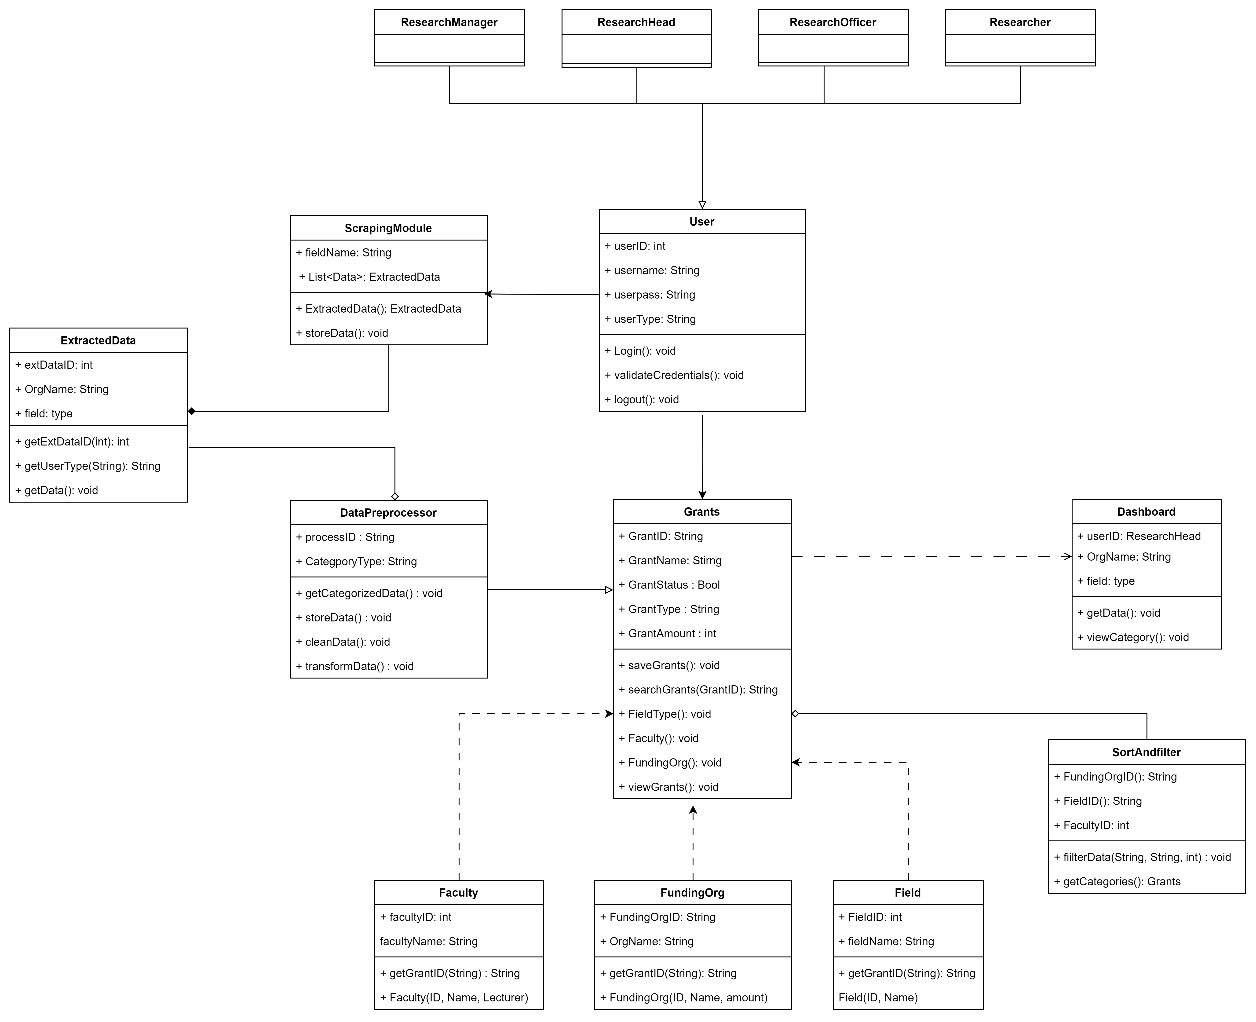 ResearchManager
ResearchHead
ResearchOfficer
Researcher
ScrapingModule
+ fieldName: String
+ List<Data>: ExtractedData
+ ExtractedData(): ExtractedData
+ storeData(): void
User
+ userID: int
+ username: String
+ userpass: String
+ userType: String
+ Login(): void
+ validateCredentials(): void
+ logout(): void
ExtractedData
+ extDataID: int
+ OrgName: String
+ field: type
+ getExtDataID(int): int
+ getUserType(String): String
+ getData(): void
DataPreprocessor
+ processID : String
+ CategporyType: String
+ getCategorizedData() : void
+ storeData() : void
+ cleanData(): void
+ transformData() : void
Grants
+ GrantID: String
+ GrantName: Stirng
+ GrantStatus : Bool
+ GrantType : String
+ GrantAmount : int
+ saveGrants(): void
+ searchGrants(GrantID): String
+ FieldType(): void
+ Faculty(): void
+ FundingOrg(): void
+ viewGrants(): void
Dashboard
+ userID: ResearchHead
+ OrgName: String
+ field: type
+ getData(): void
+ viewCategory(): void
SortAndfilter
+ FundingOrgID(): String
+ FieldID(): String
+ FacultyID: int
+ fiilterData(String, String, int) : void
+ getCategories(): Grants
Faculty
+ facultyID: int
facultyName: String
+ getGrantID(String) : String
+ Faculty(ID, Name, Lecturer)
FundingOrg
+ FundingOrgID: String
+ OrgName: String
+ getGrantID(String): String
+ FundingOrg(ID, Name, amount)
Field
+ FieldID: int
+ fieldName: String
+ getGrantID(String): String
Field(ID, Name)